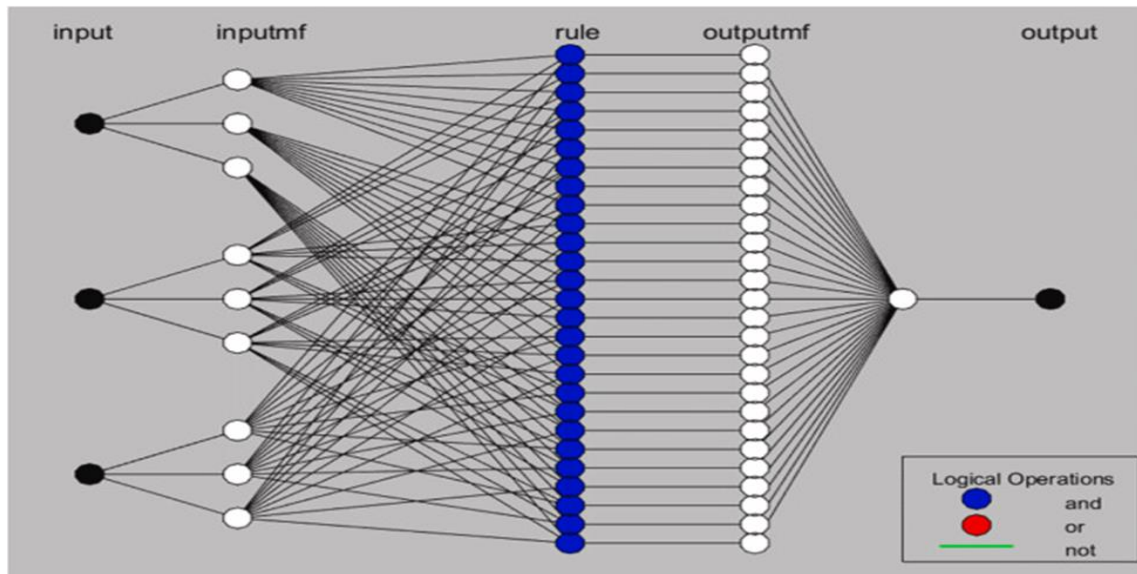 input inputmf rule outputmf output
Logical Operations
and
or
not